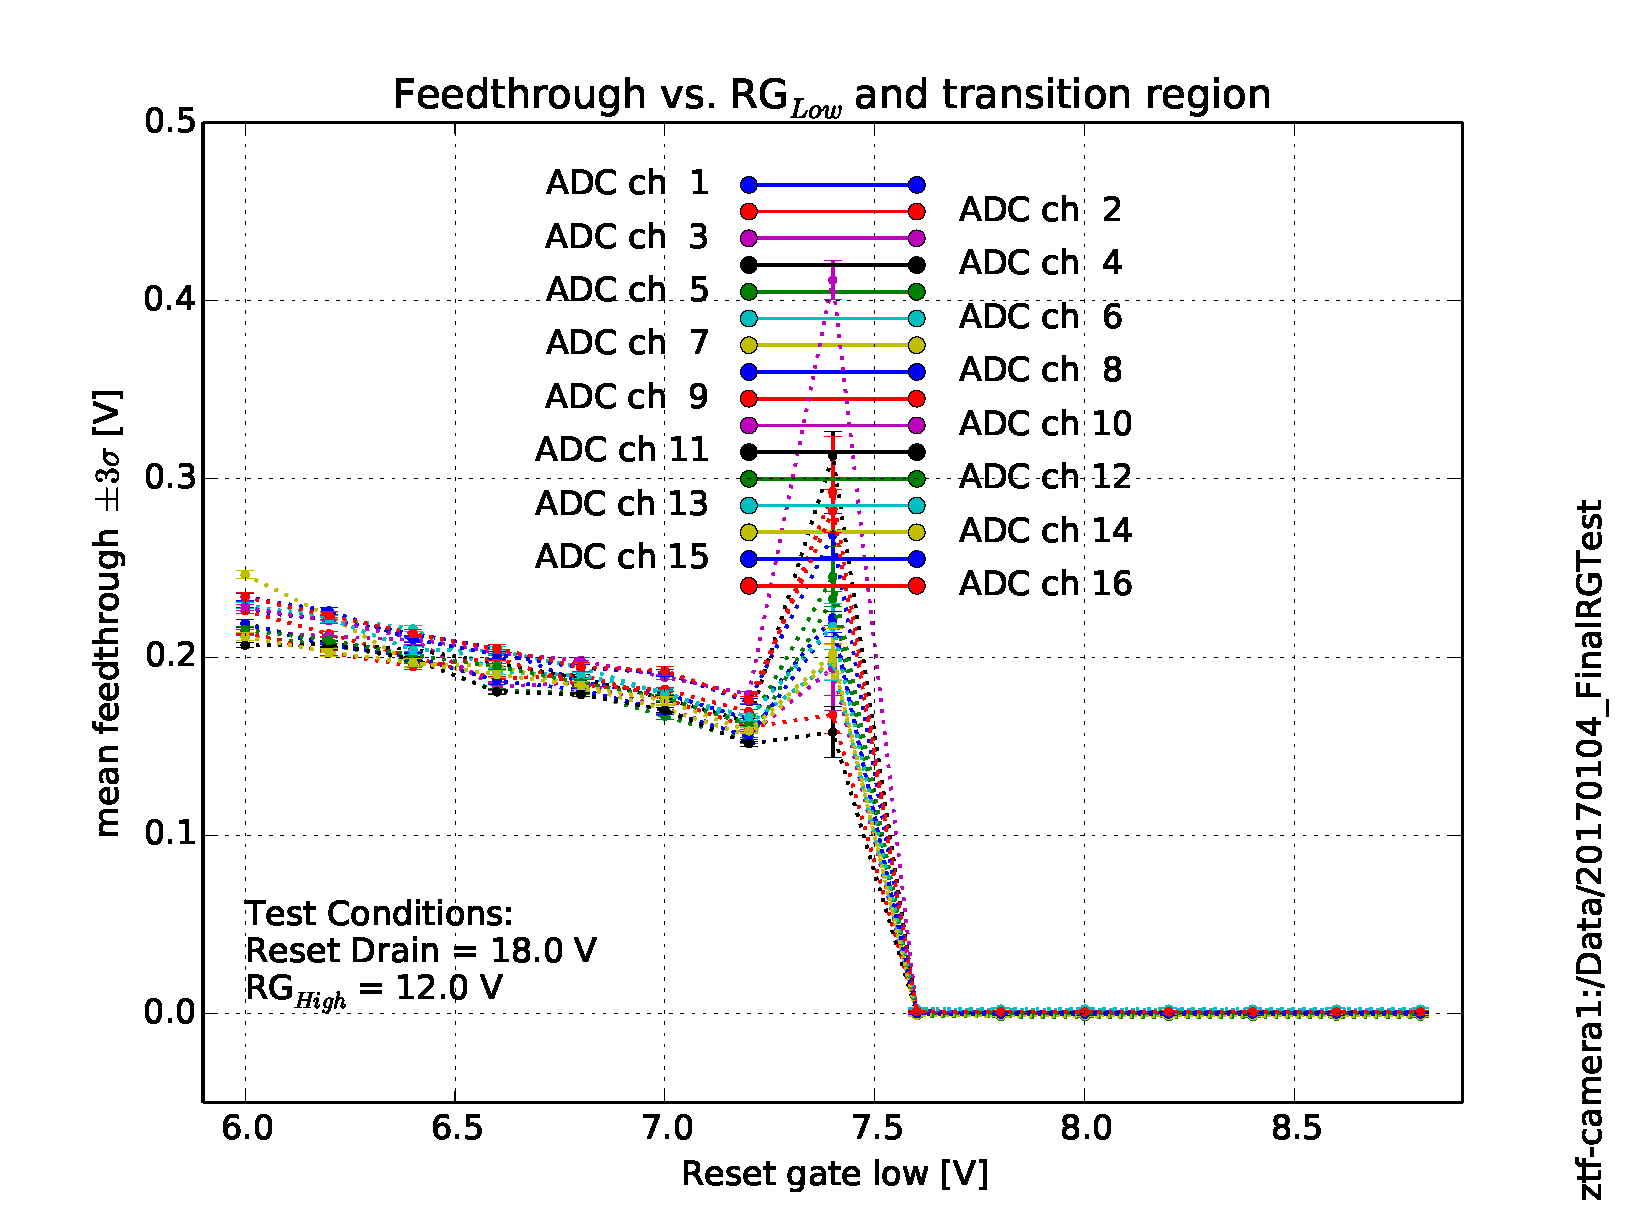 Feedthrough vs. RG_Low and transition region
0.5
0.4
0.3
0.2
0.1
0.0
mean feedthrough ±3σ [V]
ADC ch 1
ADC ch 2
ADC ch 3
ADC ch 4
ADC ch 5
ADC ch 6
ADC ch 7
ADC ch 8
ADC ch 9
ADC ch 10
ADC ch 11
ADC ch 12
ADC ch 13
ADC ch 14
ADC ch 15
ADC ch 16
Test Conditions:
Reset Drain = 18.0 V
RG_High = 12.0 V
6.0 6.5 7.0 7.5 8.0 8.5
Reset gate low [V]
ztf-camera1:/Data/20170104_FinalRGTest